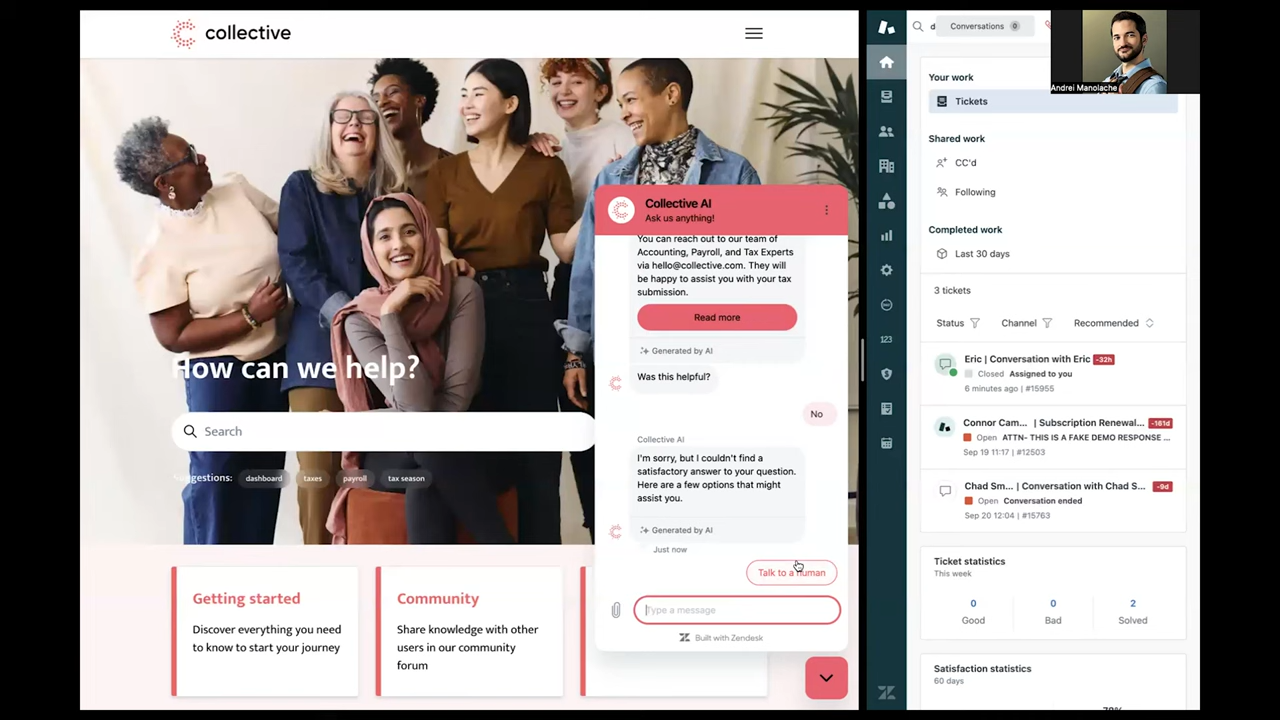 collective
How can we help?
Search
Suggestions: dashboard taxes payroll tax season
Getting started
Discover everything you need
to know to start your journey
Community
Share knowledge with other
users in our community
forum
Collective AI
Ask us anything!
You can reach out to our team of
Accounting, Payroll, and Tax Experts
via hello@collective.com. They will
be happy to assist you with your tax
submission.
Read more
Generated by AI
Was this helpful?
No
Collective AI
I'm sorry, but I couldn't find a
satisfactory answer to your question.
Here are a few options that might
assist you.
Generated by AI
Just now
Talk to a human
Type a message
Built with Zendesk
123
d
Conversations 0
Andrei Manolache
Your work
Tickets
Shared work
CC'd
Following
Completed work
Last 30 days
3 tickets
Status Channel Recommended
Eric | Conversation with Eric -32h
Closed Assigned to you
6 minutes ago | #15955
Connor Cam... | Subscription Renewal... -161d
Open ATTN- THIS IS A FAKE DEMO RESPONSE ...
Sep 19 11:17 | #12503
Chad Sm... | Conversation with Chad S... -9d
Open Conversation ended
Sep 20 12:04 | #15763
Ticket statistics
This week
0 0 2
Good Bad Solved
Satisfaction statistics
60 days